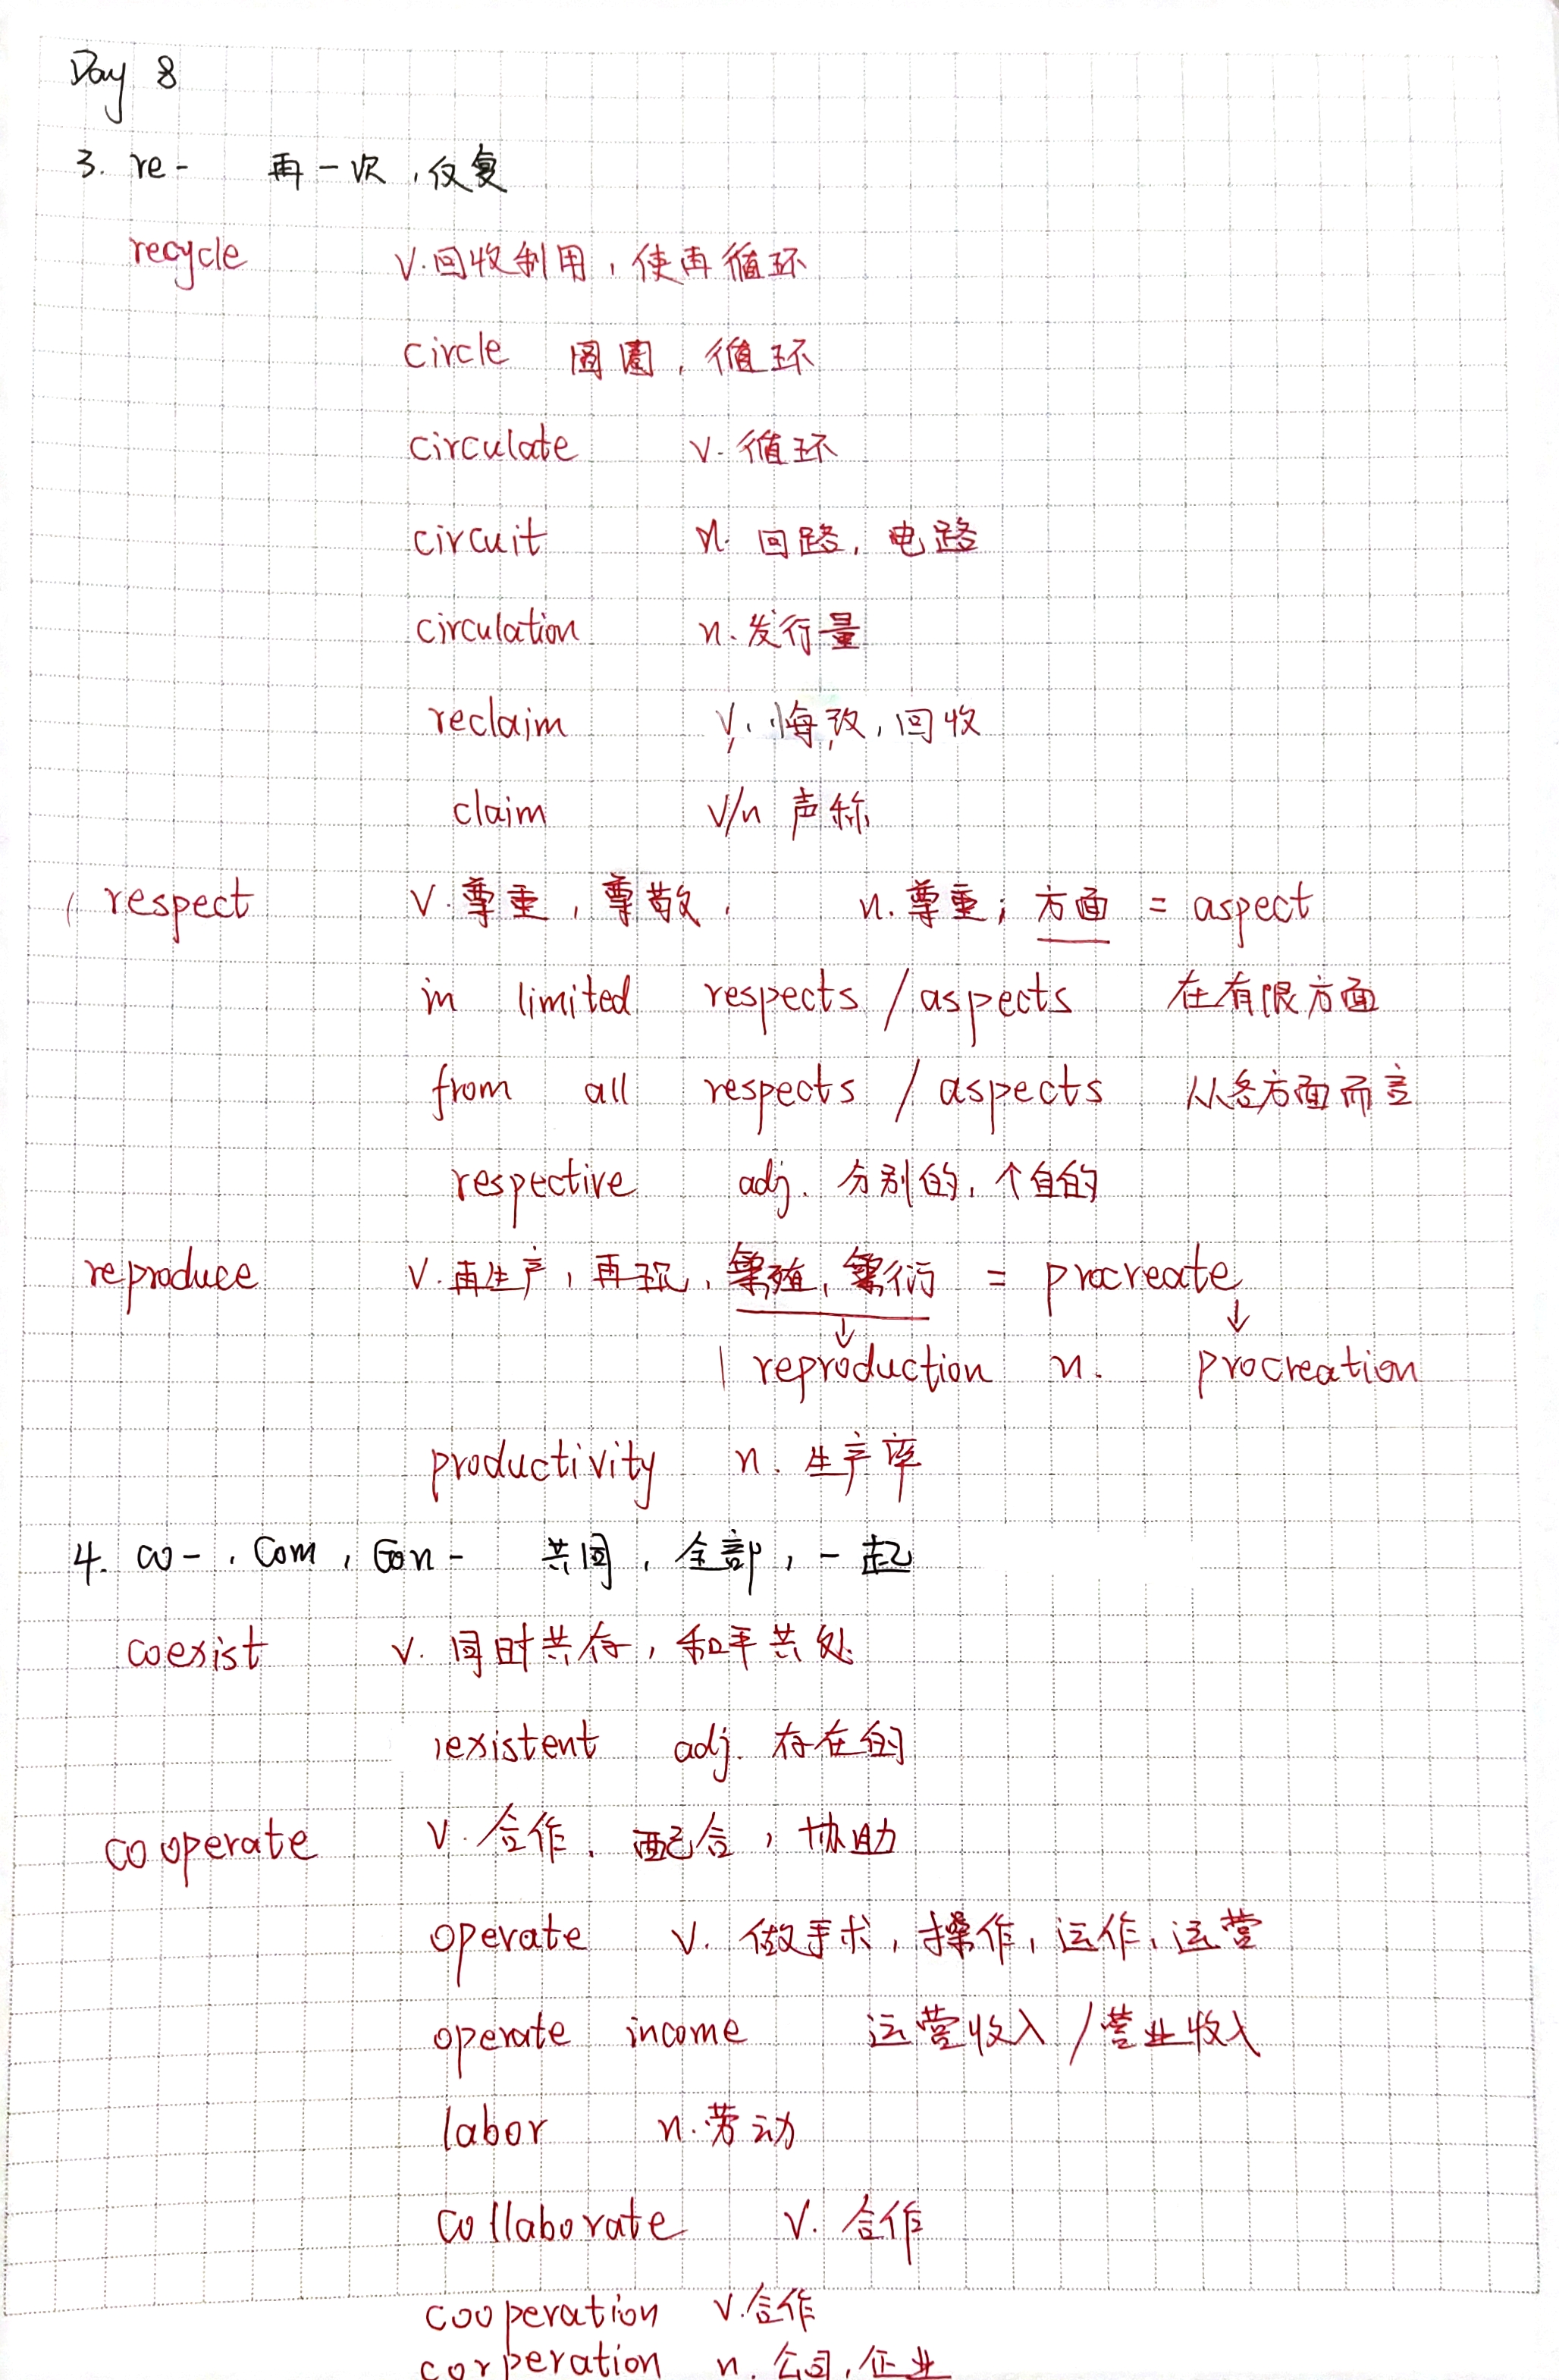 Day 8
3. re- 再一次,反复
recycle v.回收利用,使再循环
circle 圆圈,循环
circulate v.循环
circuit n.回路,电路
circulation n.发行量
reclaim v.悔改,回收
claim v/n 声称
respect v.尊重,尊敬, n.尊重;方面 = aspect
in limited respects / aspects 在有限方面
from all respects / aspects 从各方面而言
respective adj. 分别的,个自的
reproduce v.再生产,再现,繁殖,繁衍 = procreate
↓ ↓
reproduction n. procreation
productivity n. 生产率
4. co-, com, con- 共同,全部,一起
coexist v. 同时共存,和平共处
existent adj. 存在的
cooperate v.合作,配合,协助
operate v. 做手术,操作,运作,运营
operate income 运营收入/营业收入
labor n.劳动
collaborate v. 合作
cooperation v.合作
corperation n. 公司,企业